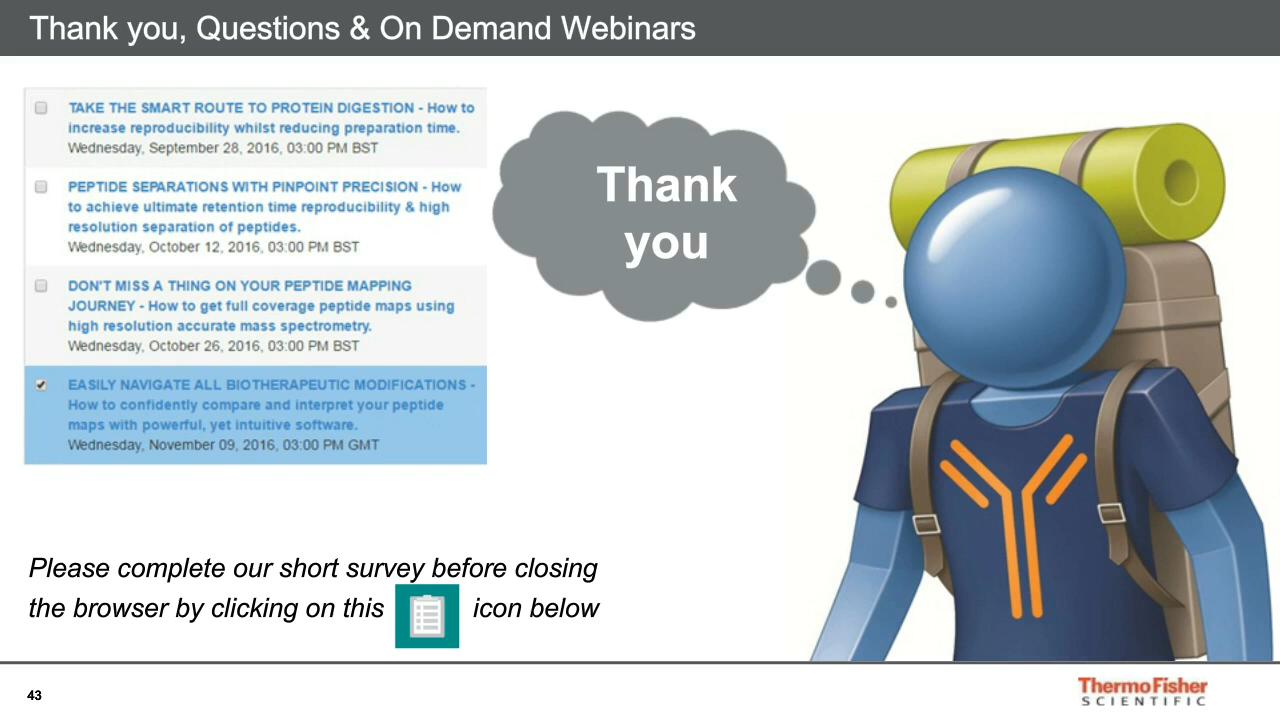 Thank you, Questions & On Demand Webinars
TAKE THE SMART ROUTE TO PROTEIN DIGESTION - How to
increase reproducibility whilst reducing preparation time.
Wednesday, September 28, 2016, 03:00 PM BST
PEPTIDE SEPARATIONS WITH PINPOINT PRECISION - How
to achieve ultimate retention time reproducibility & high
resolution separation of peptides.
Wednesday, October 12, 2016, 03:00 PM BST
DON'T MISS A THING ON YOUR PEPTIDE MAPPING
JOURNEY - How to get full coverage peptide maps using
high resolution accurate mass spectrometry.
Wednesday, October 26, 2016, 03:00 PM BST
EASILY NAVIGATE ALL BIOTHERAPEUTIC MODIFICATIONS -
How to confidently compare and interpret your peptide
maps with powerful, yet intuitive software.
Wednesday, November 09, 2016, 03:00 PM GMT
Thank
you
Please complete our short survey before closing
the browser by clicking on this icon below
43
ThermoFisher
SCIENTIFIC